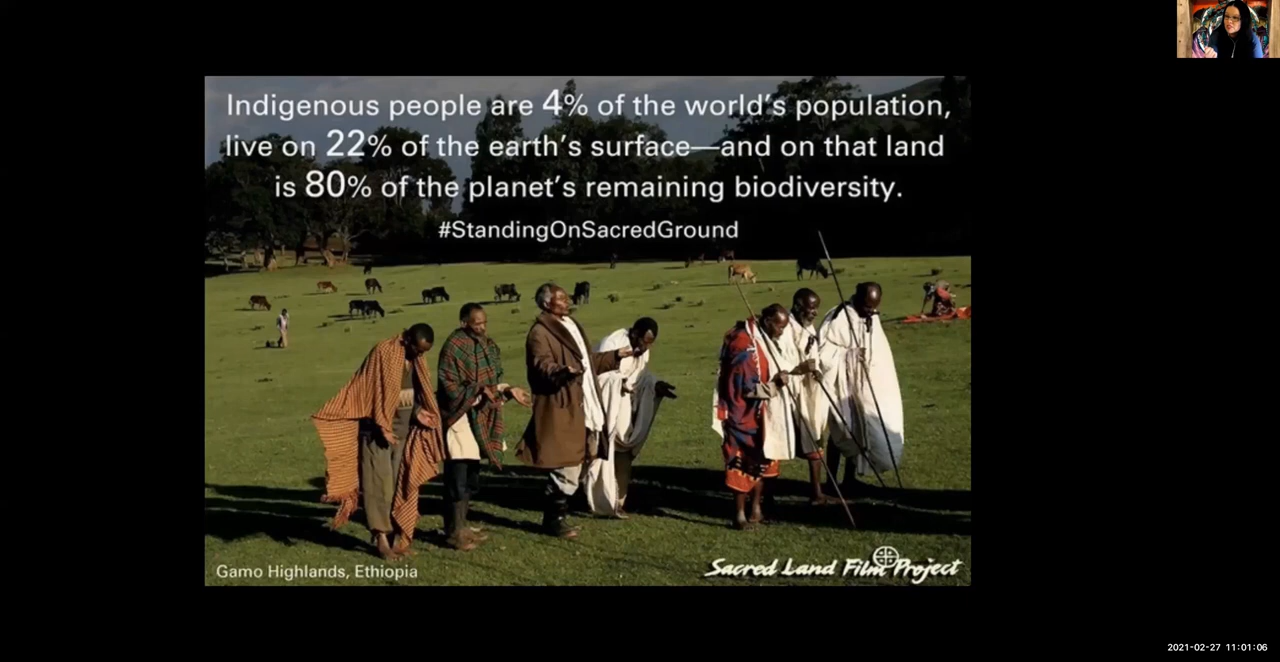 Indigenous people are 4% of the world's population,
live on 22% of the earth's surface—and on that land
is 80% of the planet's remaining biodiversity.
#StandingOnSacredGround
Gamo Highlands, Ethiopia
Sacred Land Film Project
2021-02-27 11:01:06